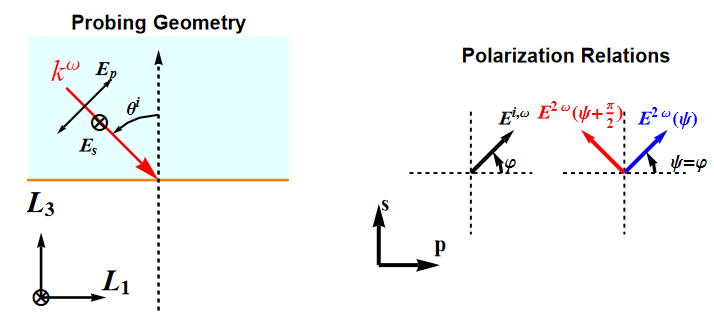 Probing Geometry
k^ω
E_p
θ^i
E_s
L_3
L_1
Polarization Relations
E^{i,ω}
φ
E^{2ω}(ψ+π/2)
E^{2ω}(ψ)
ψ=φ
s
p